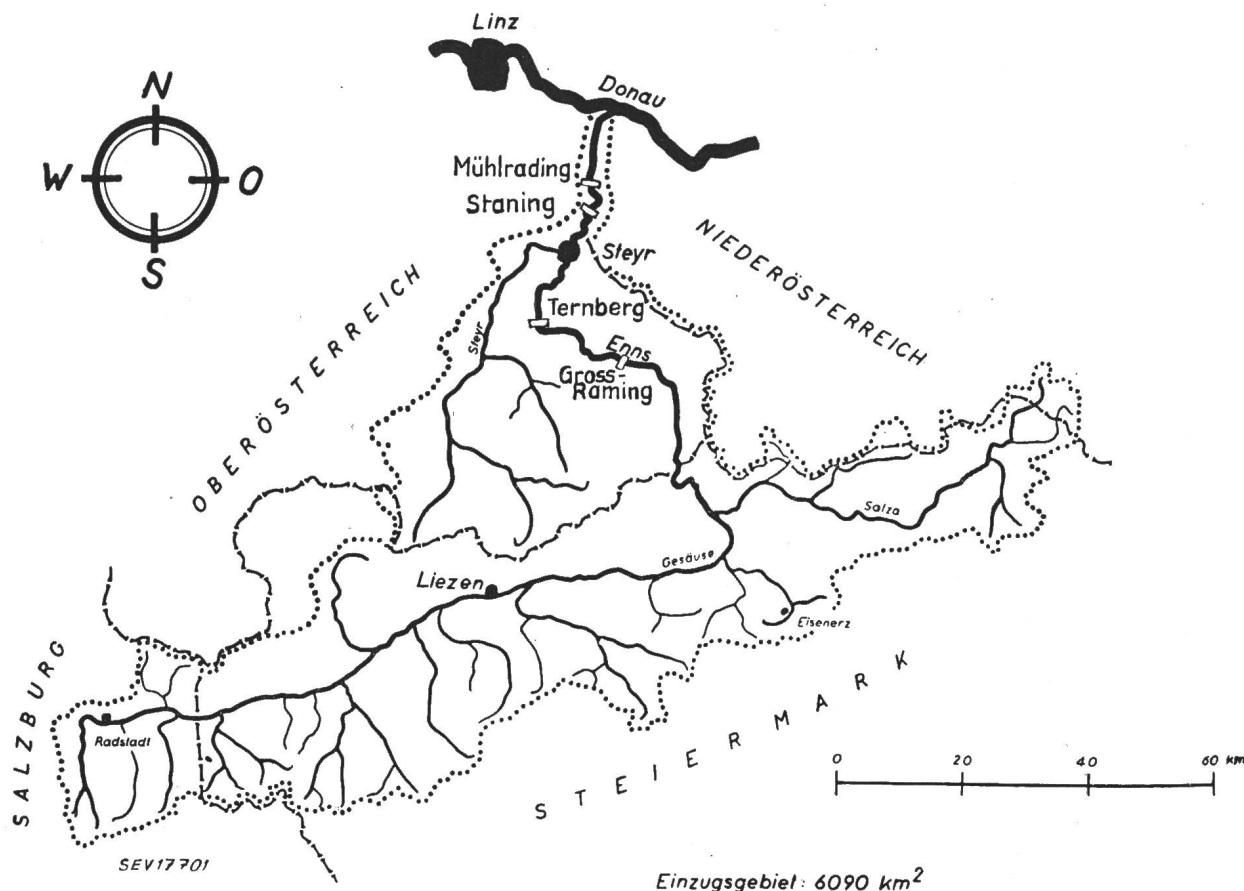 Linz
Donau
N
W
O
S
Mühlrading
Staning
Steyr
NIEDERÖSTERREICH
OBERÖSTERREICH
Ternberg
Steyr
Enns
Gross-
Raming
Salza
Gesäuse
Liezen
Eisenerz
SALZBURG
Radstadt
STEIERMARK
0 20 40 60 km
SEV17701
Einzugsgebiet: 6090 km²